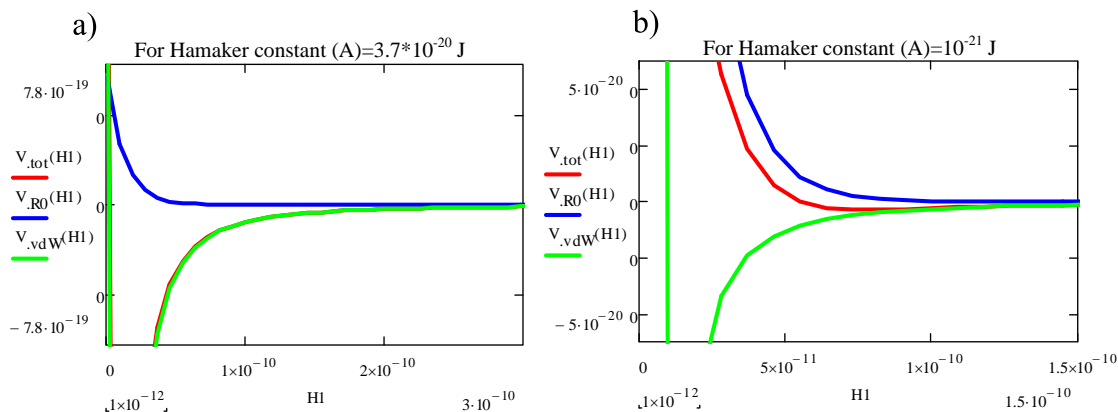 a)
For Hamaker constant (A)=3.7*10⁻²⁰ J
7.8·10⁻¹⁹
0
V.tot(H1)
V.R0(H1)
0
V.vdW(H1)
0
−7.8·10⁻¹⁹
0
1×10⁻¹⁰
2×10⁻¹⁰
1×10⁻¹²
H1
3·10⁻¹⁰
b)
For Hamaker constant (A)=10⁻²¹ J
5·10⁻²⁰
0
0
V.tot(H1)
V.R0(H1)
0
V.vdW(H1)
0
−5·10⁻²⁰
0
0
5×10⁻¹¹
1×10⁻¹⁰
1.5×10⁻¹⁰
1×10⁻¹²
H1
1.5·10⁻¹⁰